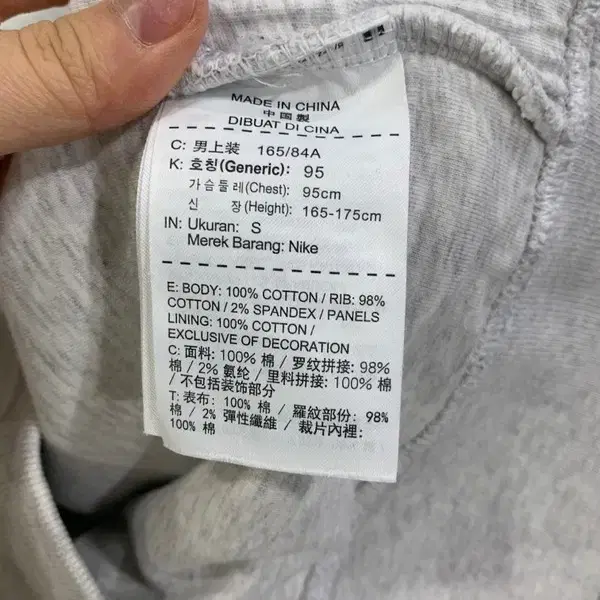 MADE IN CHINA
中国製
DIBUAT DI CINA
C: 男上装 165/84A
K: 호칭(Generic): 95
가슴둘레(Chest): 95cm
신 장(Height): 165-175cm
IN: Ukuran: S
Merek Barang: Nike
E: BODY: 100% COTTON / RIB: 98%
COTTON / 2% SPANDEX / PANELS
LINING: 100% COTTON /
EXCLUSIVE OF DECORATION
C: 面料: 100% 棉 / 罗纹拼接: 98%
棉 / 2% 氨纶 / 里料拼接: 100% 棉
/ 不包括装饰部分
T: 表布: 100% 棉 / 羅紋部份: 98%
棉 / 2% 彈性纖維 / 裁片內裡:
100% 棉